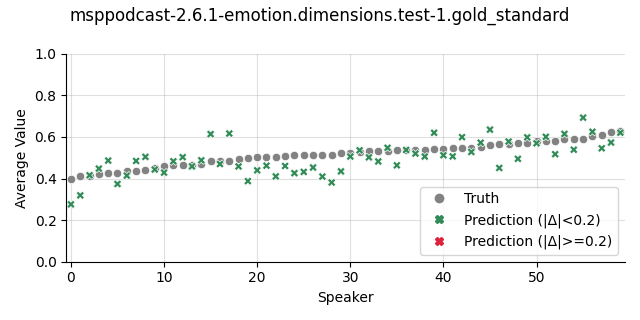 msppodcast-2.6.1-emotion.dimensions.test-1.gold_standard
1.0
0.8
0.6
0.4
0.2
0.0
Average Value
0
10
20
30
40
50
Speaker
Truth
Prediction (|Δ|<0.2)
Prediction (|Δ|>=0.2)